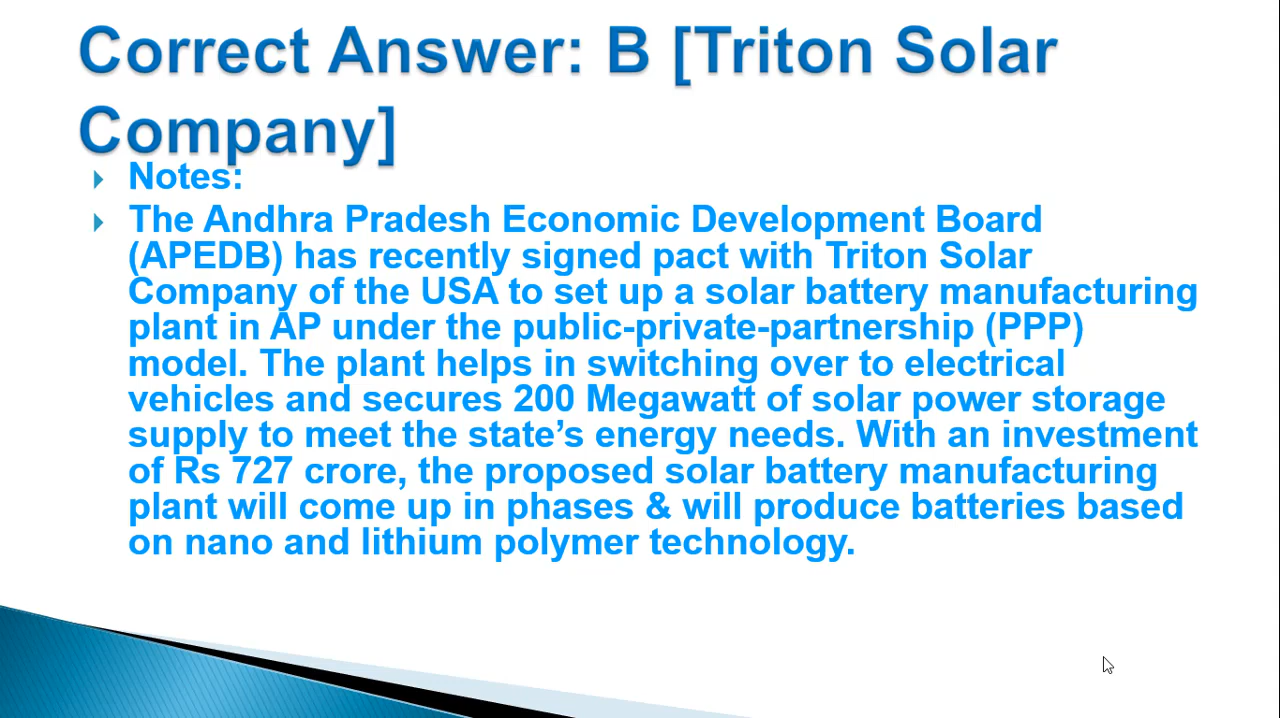 Correct Answer: B [Triton Solar
Company]
Notes:
The Andhra Pradesh Economic Development Board
(APEDB) has recently signed pact with Triton Solar
Company of the USA to set up a solar battery manufacturing
plant in AP under the public-private-partnership (PPP)
model. The plant helps in switching over to electrical
vehicles and secures 200 Megawatt of solar power storage
supply to meet the state’s energy needs. With an investment
of Rs 727 crore, the proposed solar battery manufacturing
plant will come up in phases & will produce batteries based
on nano and lithium polymer technology.